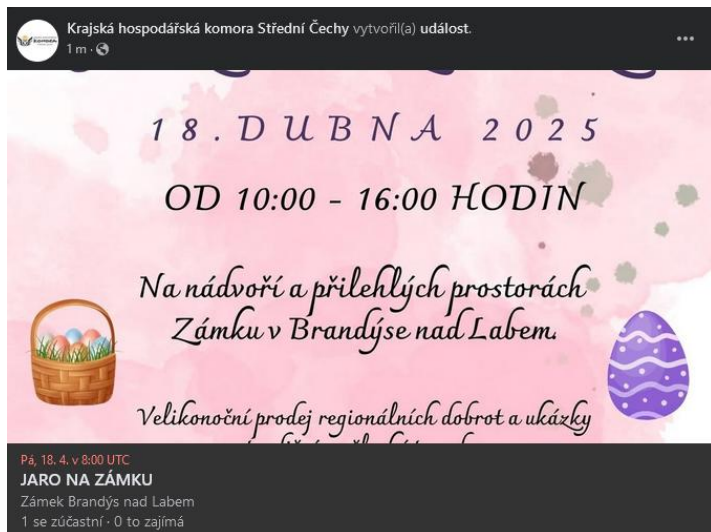 Krajská hospodářská komora Střední Čechy vytvořil(a) událost.
1 m
18. DUBNA 2025
OD 10:00 - 16:00 HODIN
Na nádvoří a přilehlých prostorách
Zámku v Brandýse nad Labem.
Velikonoční prodej regionálních dobrot a ukázky
Pá, 18. 4. v 8:00 UTC
JARO NA ZÁMKU
Zámek Brandýs nad Labem
1 se zúčastní · 0 to zajímá